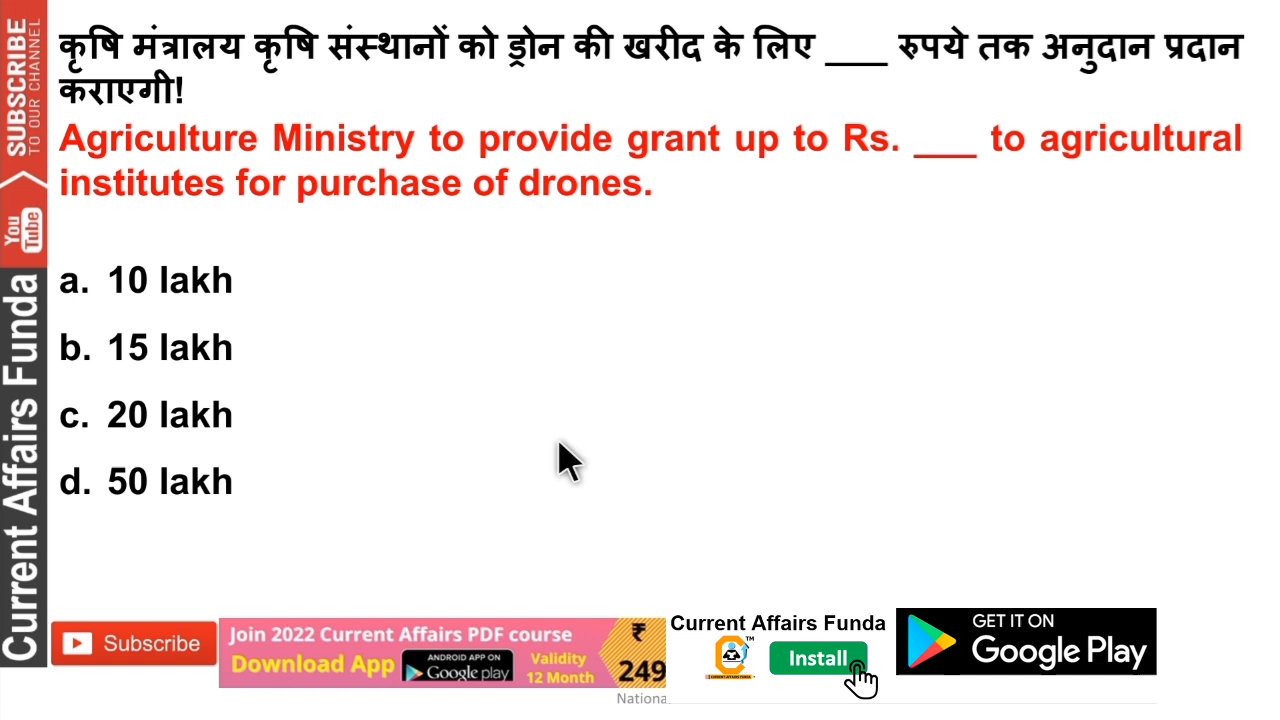 कृषि मंत्रालय कृषि संस्थानों को ड्रोन की खरीद के लिए ___ रुपये तक अनुदान प्रदान
कराएगी!
Agriculture Ministry to provide grant up to Rs. ___ to agricultural
institutes for purchase of drones.
a. 10 lakh
b. 15 lakh
c. 20 lakh
d. 50 lakh
SUBSCRIBE
TO OUR CHANNEL
You
Tube
Current Affairs Funda
Subscribe
Join 2022 Current Affairs PDF course
Download App
ANDROID APP ON
Google play
Validity
12 Month
₹
249
Current Affairs Funda
TM
Install
GET IT ON
Google Play
Nationa